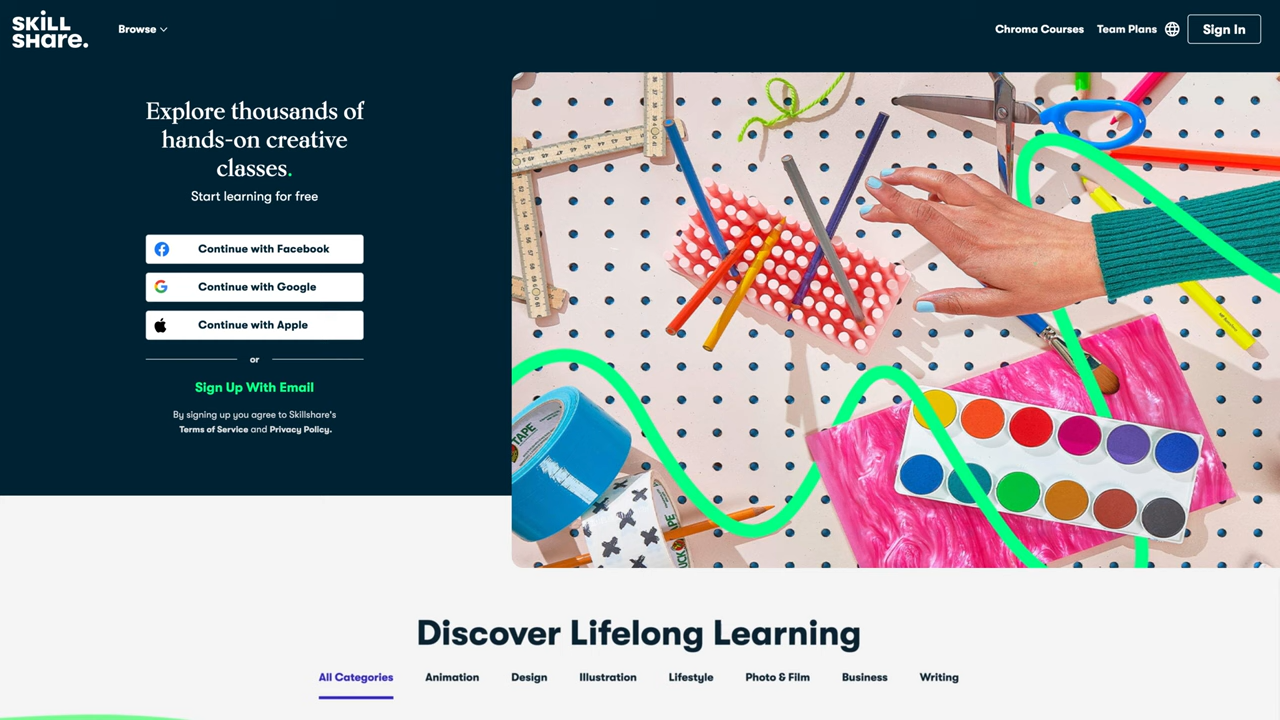 SKILL
SHare.
Browse
Chroma Courses
Team Plans
Sign In
Explore thousands of
hands-on creative
classes.
Start learning for free
Continue with Facebook
Continue with Google
Continue with Apple
or
Sign Up With Email
By signing up you agree to Skillshare's
Terms of Service and Privacy Policy.
TAPE
Discover Lifelong Learning
All Categories
Animation
Design
Illustration
Lifestyle
Photo & Film
Business
Writing